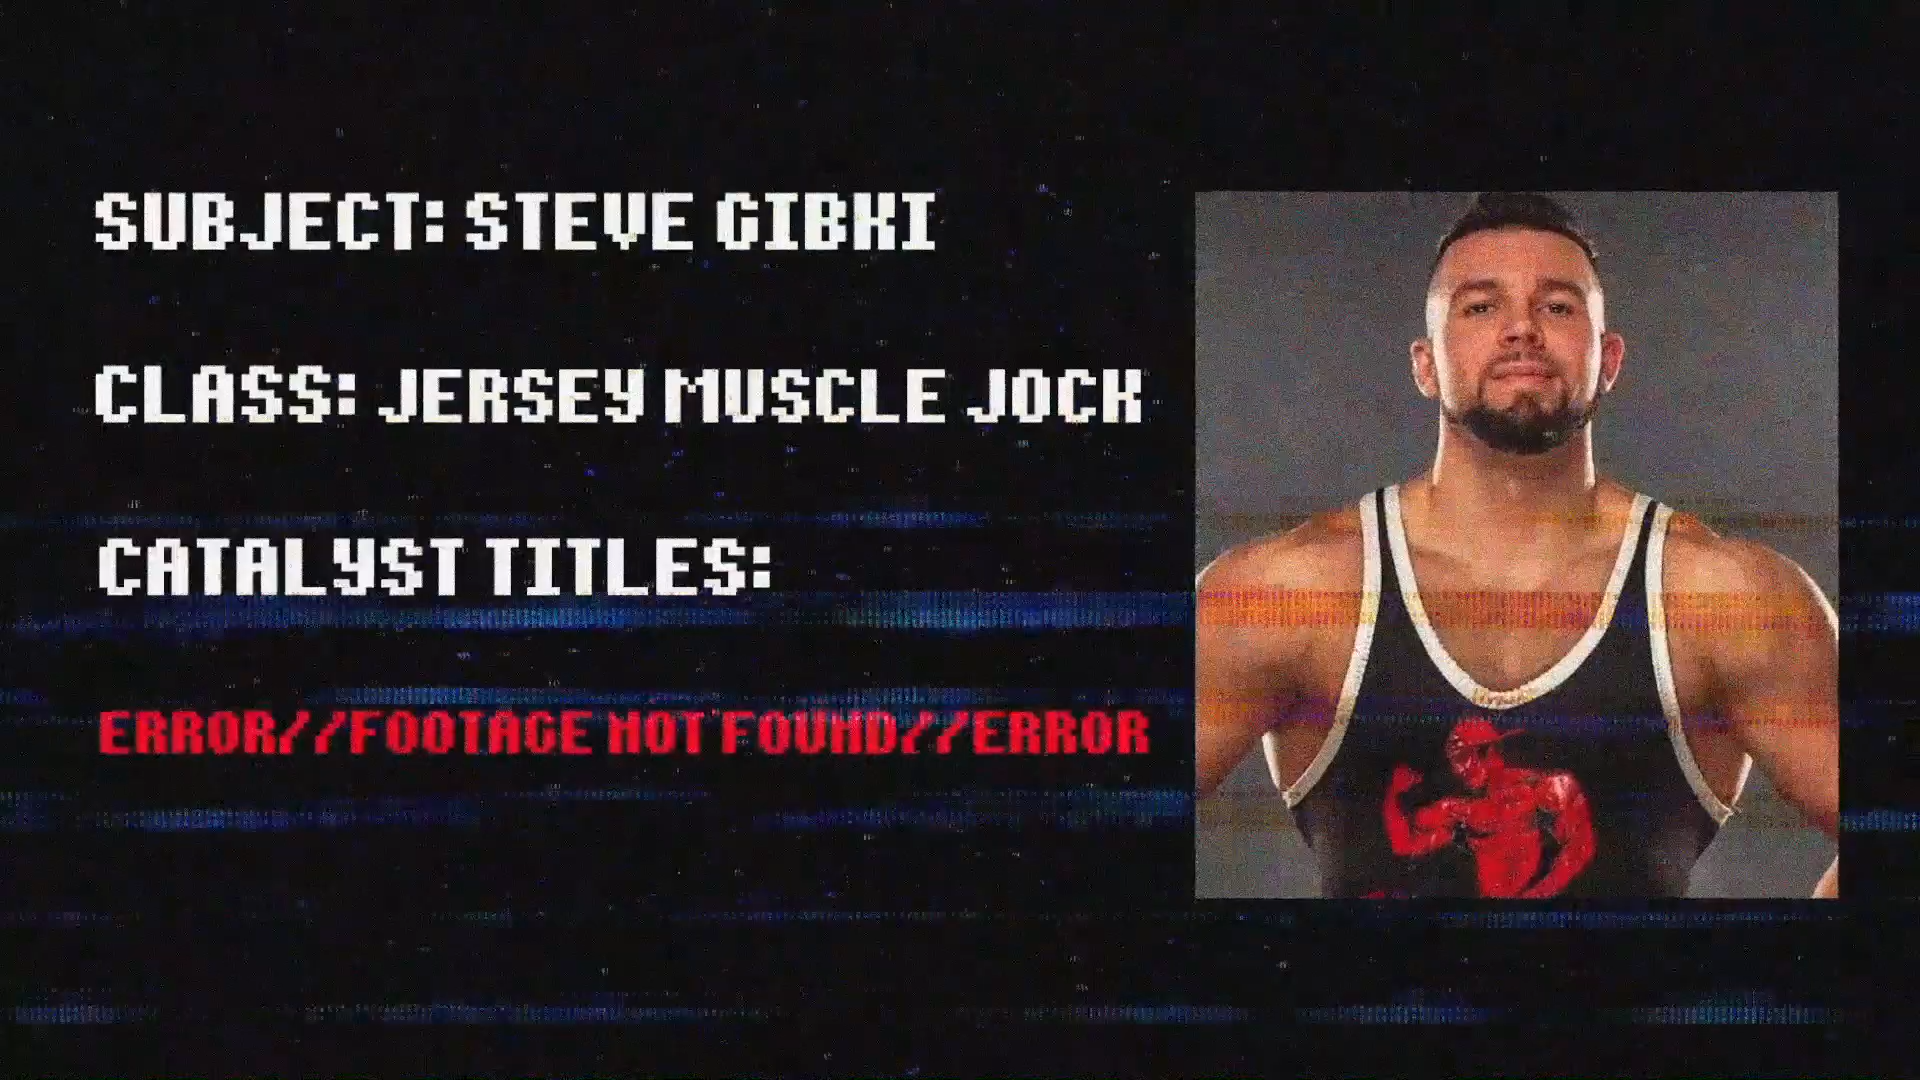 SUBJECT: STEVE GIBKI
CLASS: JERSEY MUSCLE JOCK
CATALYST TITLES:
ERROR//FOOTAGE NOT FOUND//ERROR